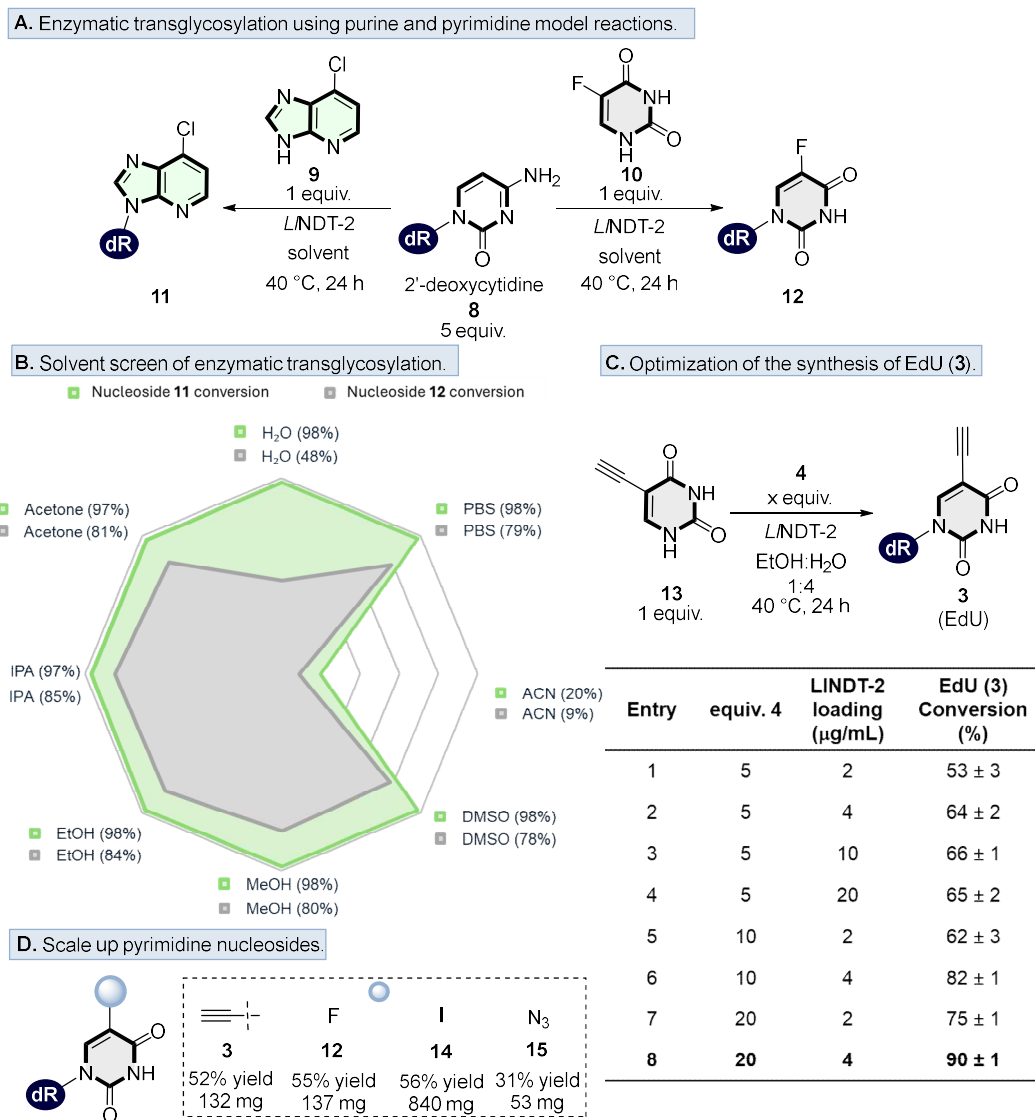 A. Enzymatic transglycosylation using purine and pyrimidine model reactions.
Cl
N
N
H
N
9
1 equiv.
LlNDT-2
solvent
40 °C, 24 h
Cl
N
N
N
dR
11
NH2
N
N
O
dR
2'-deoxycytidine
8
5 equiv.
O
F
NH
N
H
O
10
1 equiv.
LlNDT-2
solvent
40 °C, 24 h
F
O
N
NH
O
dR
12
B. Solvent screen of enzymatic transglycosylation.
Nucleoside 11 conversion
Nucleoside 12 conversion
H₂O (98%)
H₂O (48%)
Acetone (97%)
Acetone (81%)
PBS (98%)
PBS (79%)
IPA (97%)
IPA (85%)
ACN (20%)
ACN (9%)
EtOH (98%)
EtOH (84%)
DMSO (98%)
DMSO (78%)
MeOH (98%)
MeOH (80%)
C. Optimization of the synthesis of EdU (3).
O
NH
N
H
O
13
1 equiv.
4
x equiv.
LlNDT-2
EtOH:H₂O
1:4
40 °C, 24 h
O
N
NH
O
dR
3
(EdU)
Entry equiv. 4 LlNDT-2 loading (µg/mL) EdU (3) Conversion (%)
1 5 2 53 ± 3
2 5 4 64 ± 2
3 5 10 66 ± 1
4 5 20 65 ± 2
5 10 2 62 ± 3
6 10 4 82 ± 1
7 20 2 75 ± 1
8 20 4 90 ± 1
D. Scale up pyrimidine nucleosides.
O
N
NH
O
dR
F I N₃
3 12 14 15
52% yield 55% yield 56% yield 31% yield
132 mg 137 mg 840 mg 53 mg